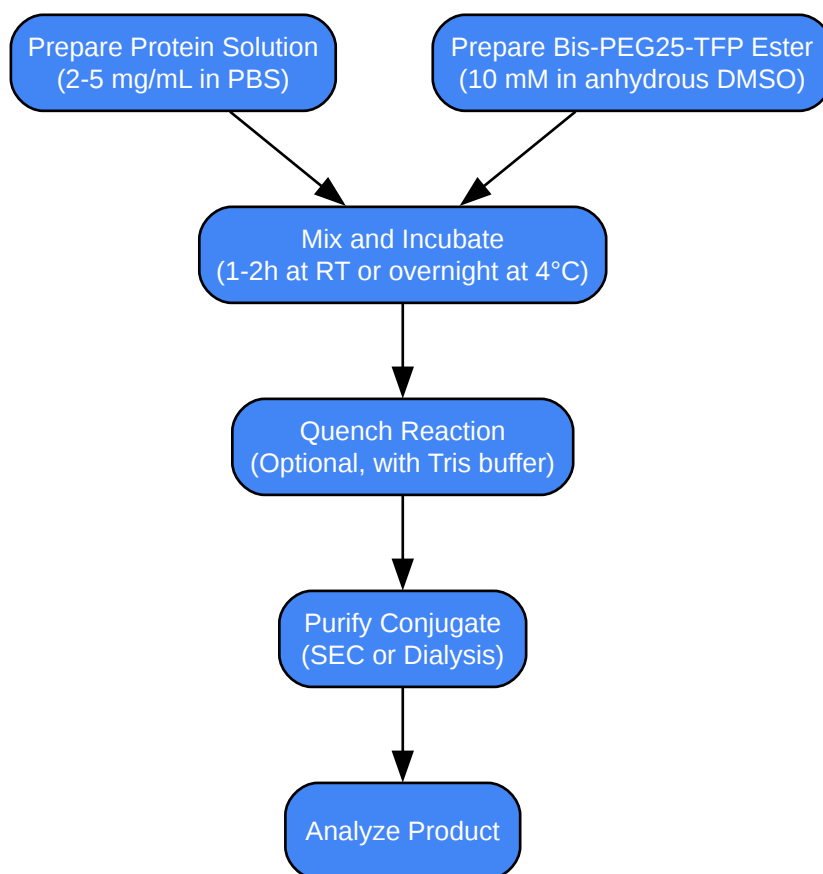 Prepare Protein Solution
(2-5 mg/mL in PBS)
Prepare Bis-PEG25-TFP Ester
(10 mM in anhydrous DMSO)
Mix and Incubate
(1-2h at RT or overnight at 4°C)
Quench Reaction
(Optional, with Tris buffer)
Purify Conjugate
(SEC or Dialysis)
Analyze Product